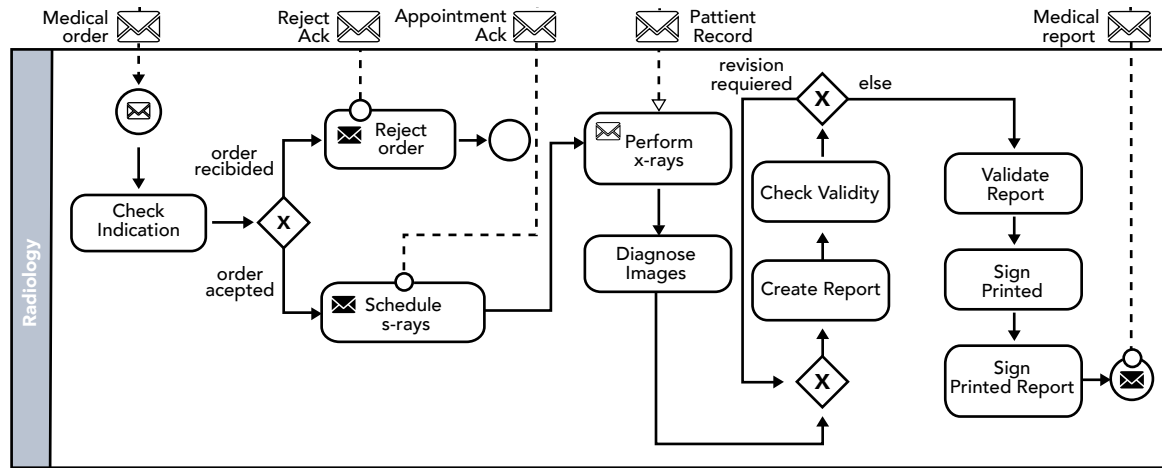 Medical
order
Reject
Ack
Appointment
Ack
Pattient
Record
Medical
report
Radiology
Check
Indication
order
recibided
order
acepted
X
Reject
order
Schedule
s-rays
Perform
x-rays
Diagnose
Images
revision
requiered
X
else
Check Validity
Create Report
X
Validate
Report
Sign
Printed
Sign
Printed Report